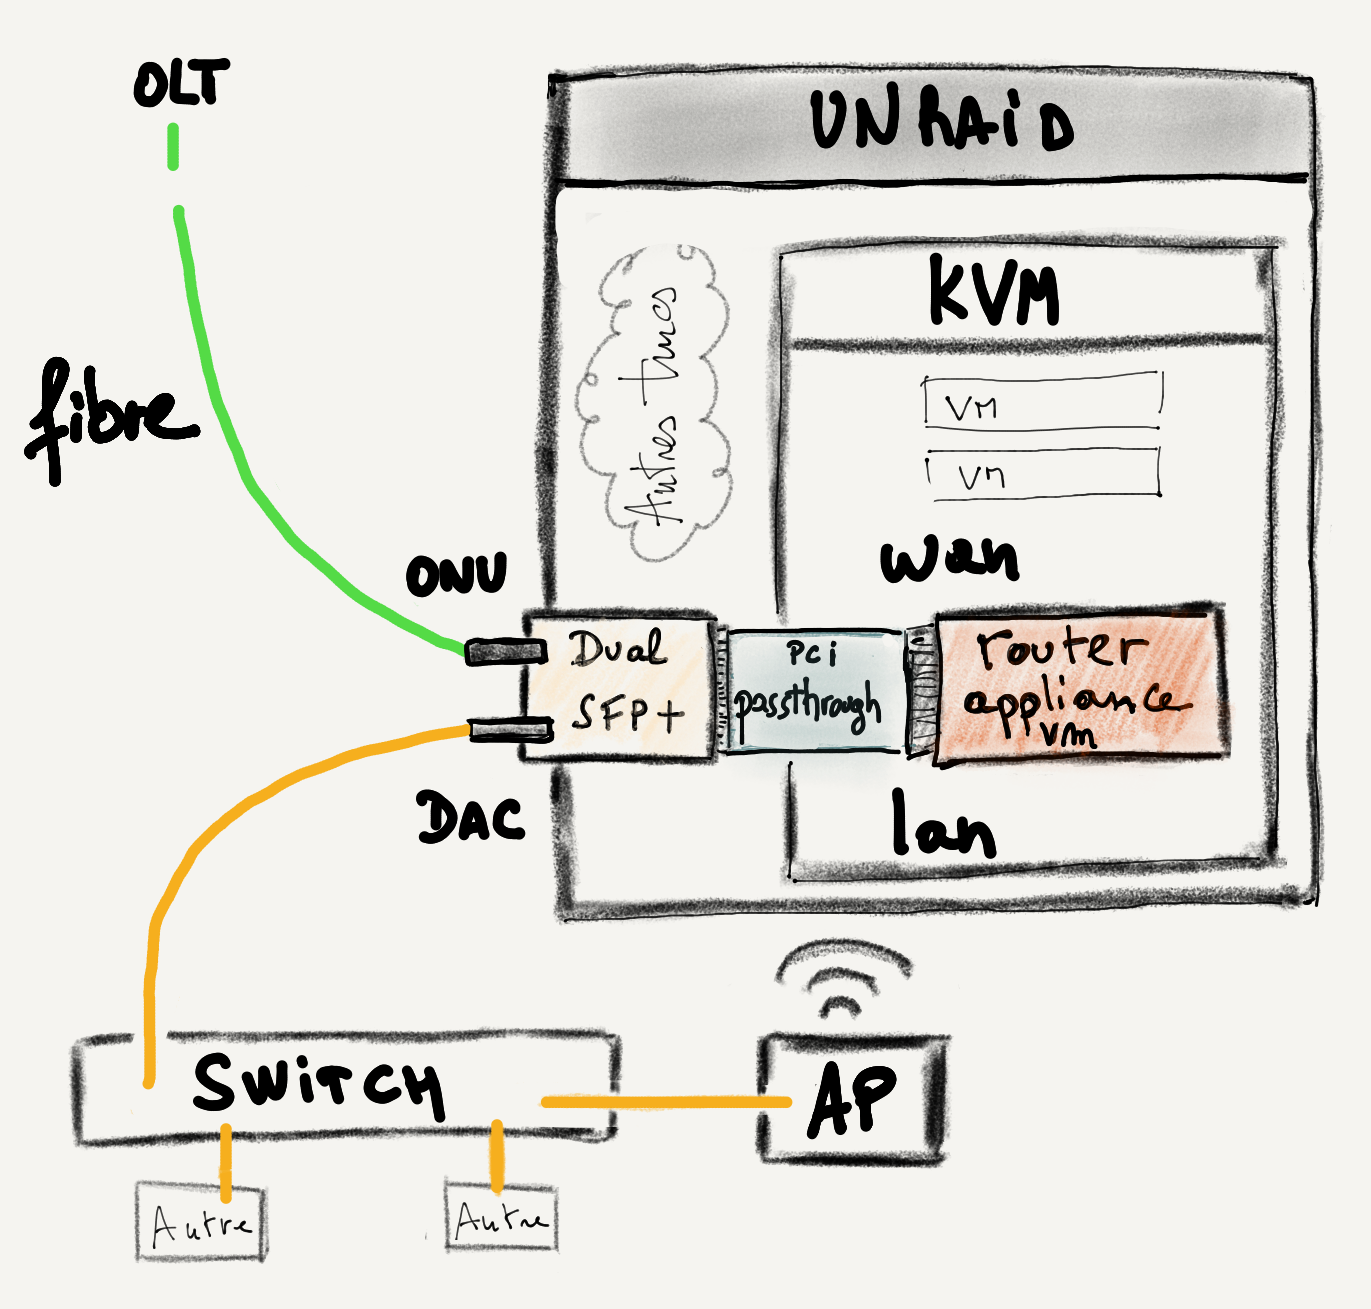 OLT
UNRAiD
KVM
Autres trucs
fibre
VM
VM
wan
ONU
Dual
SFP+
pci
passthrough
router
appliance
vm
DAC
lan
SWiTCH
AP
Autre
Autre